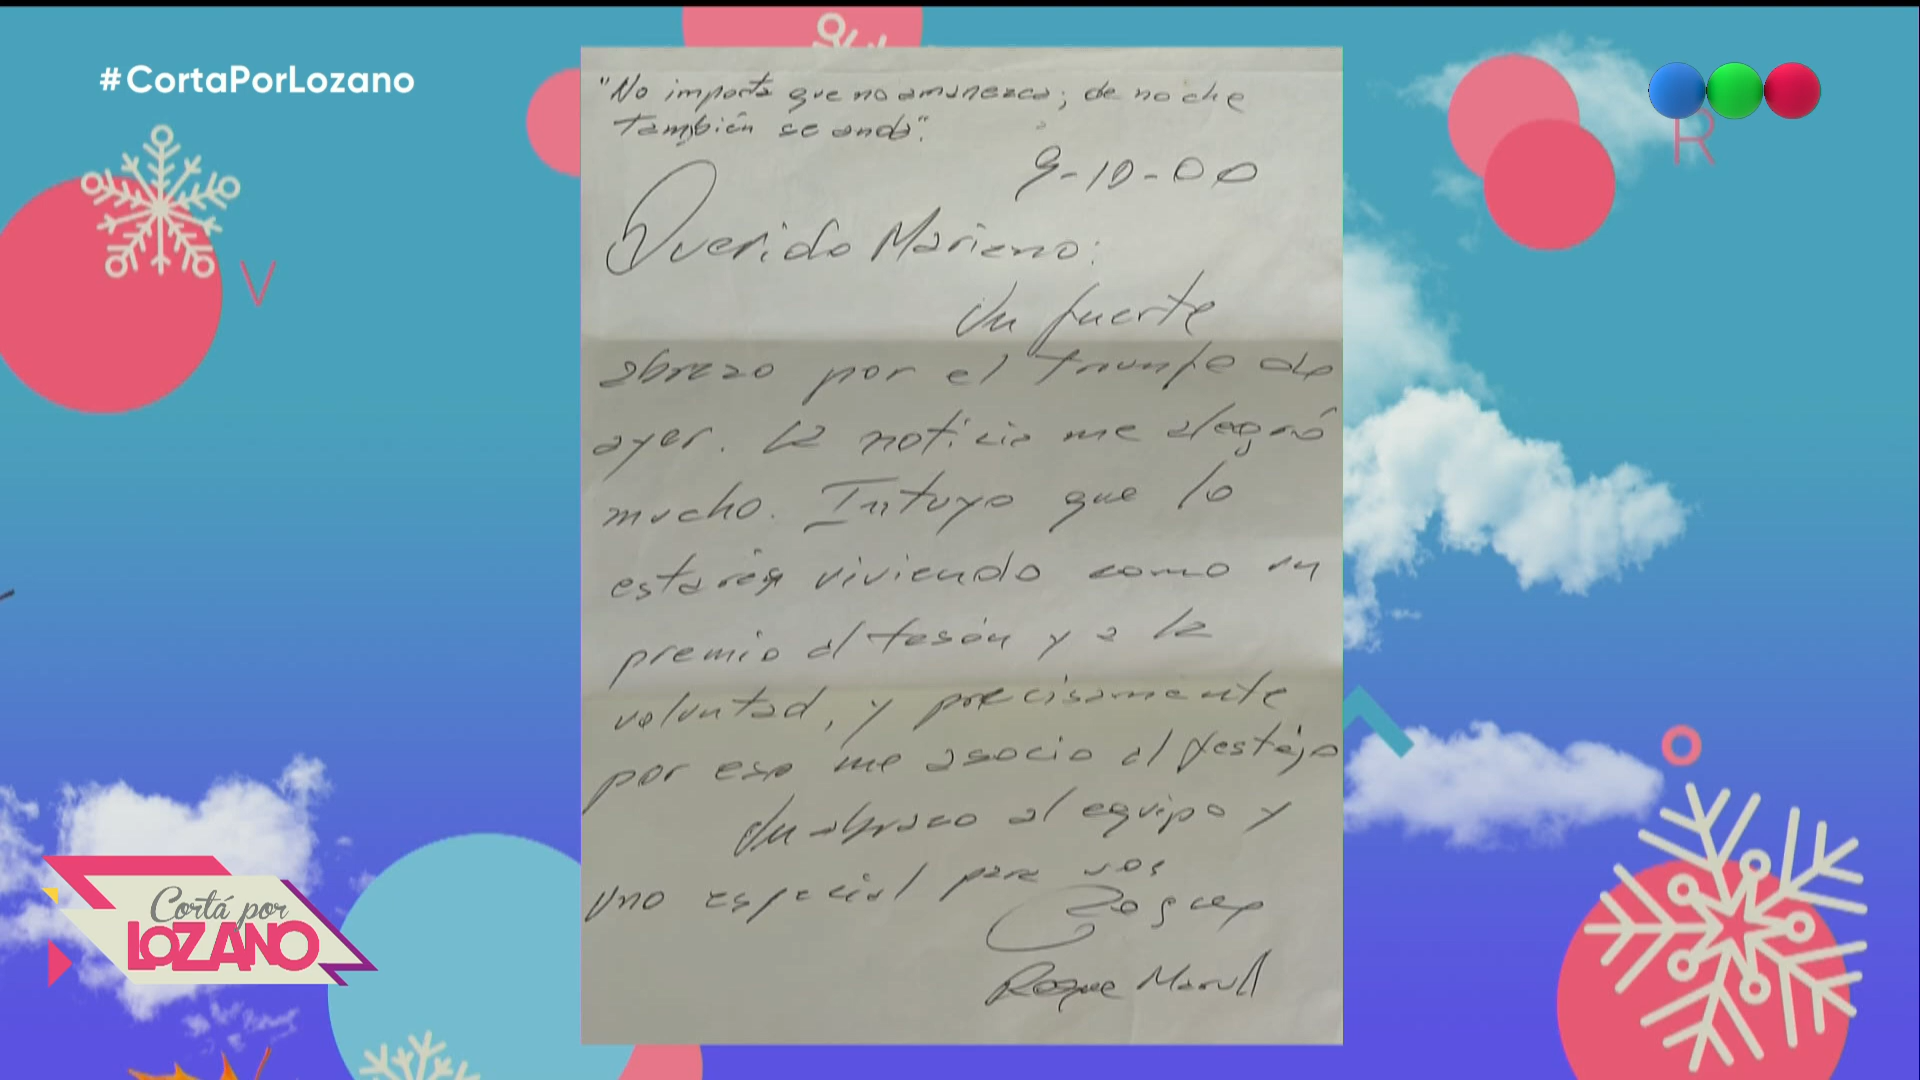 #CortaPorLozano
"No importa que no amanezca; de noche
también se anda".
9-10-00
Querido Mariano:
Un fuerte
abrazo por el triunfo de
ayer. La noticia me alegró
mucho. Intuyo que lo
estarás viviendo como un
premio al tesón y a la
voluntad, y precisamente
por eso me asocio al festejo
Un abrazo al equipo y
uno especial para vos
Roque
Roque
V
R
Cortá por
LOZANO